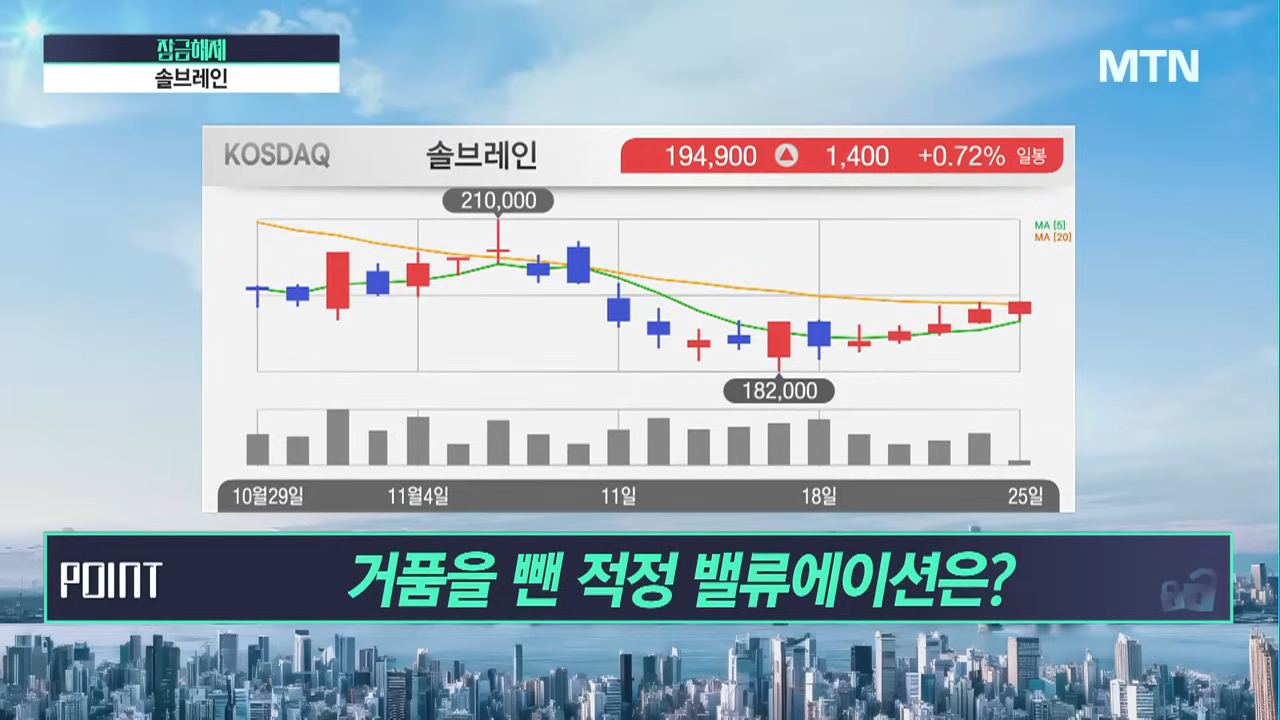 잠금해제
솔브레인
MTN
KOSDAQ 솔브레인 194,900 1,400 +0.72% 일봉
210,000
MA [5]
MA [20]
182,000
10월29일 11월4일 11일 18일 25일
POINT 거품을 뺀 적정 밸류에이션은?